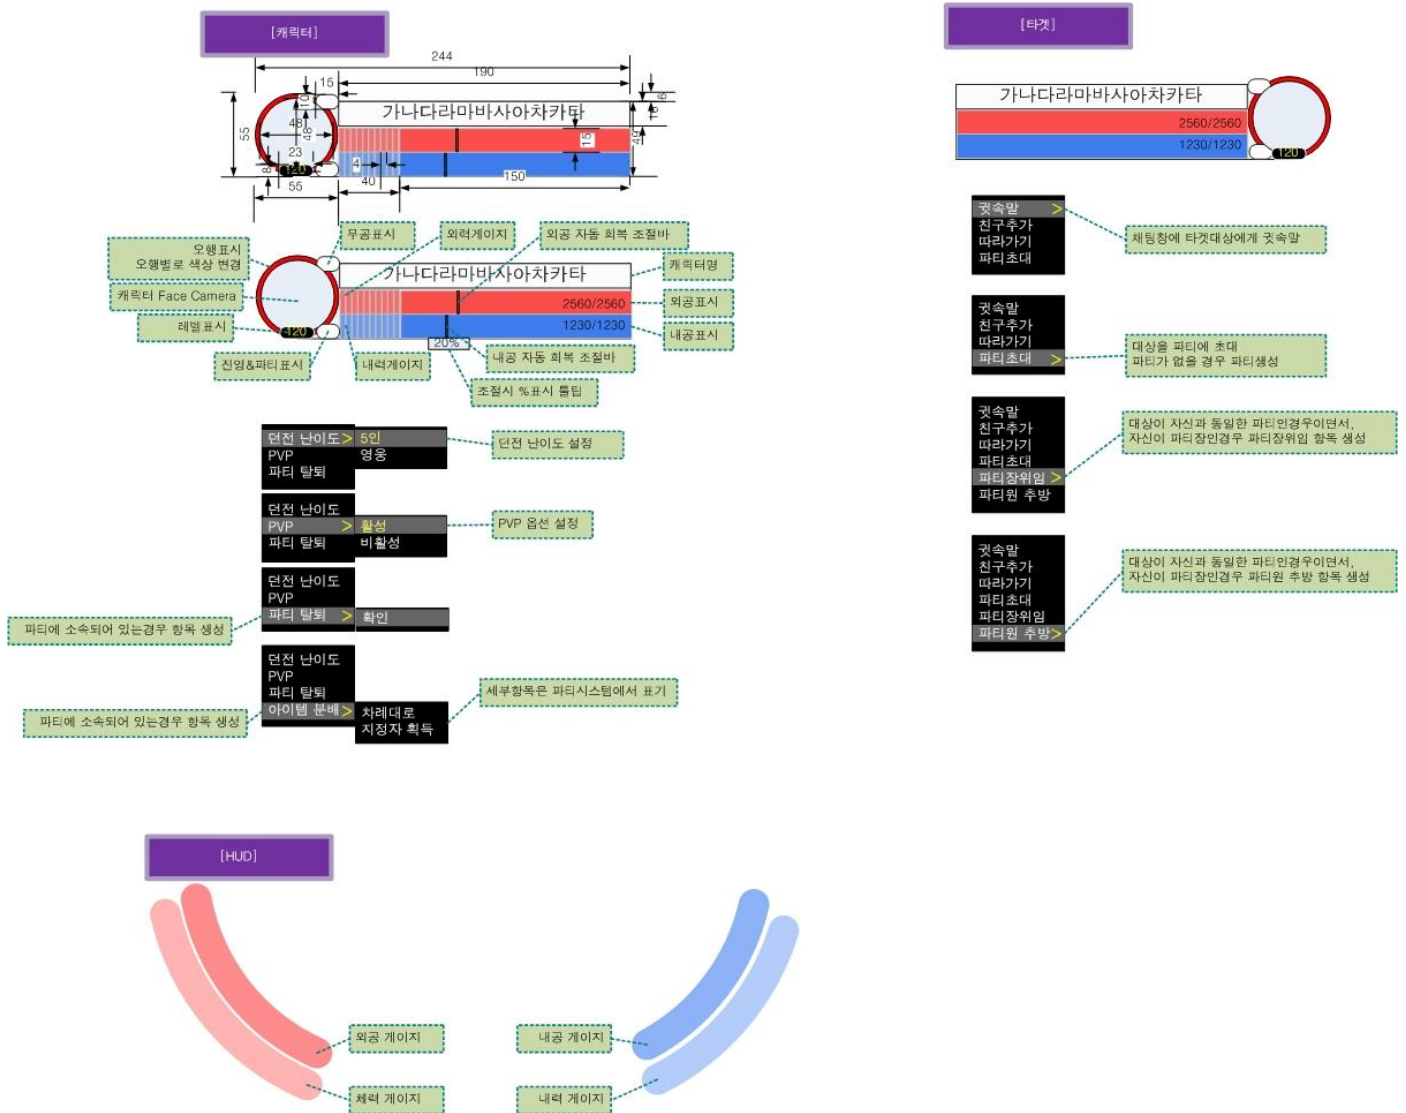 [캐릭터]
244
190
15
10
48
48
23
8
120
55
55
가나다라마바사아차카타
15
4
40
150
6
16
49
오행표시
오행별로 색상 변경
무공표시
외력게이지
외공 자동 회복 조절바
캐릭터 Face Camera
가나다라마바사아차카타
캐릭터명
2560/2560
외공표시
레벨표시
120
1230/1230
내공표시
20%
진영&파티표시
내력게이지
내공 자동 회복 조절바
조절시 %표시 툴팁
던전 난이도 >
5인
PVP
영웅
파티 탈퇴
던전 난이도 설정
던전 난이도
PVP >
활성
파티 탈퇴
비활성
PVP 옵션 설정
던전 난이도
PVP
파티 탈퇴 >
확인
파티에 소속되어 있는경우 항목 생성
던전 난이도
PVP
파티 탈퇴
아이템 분배 >
차례대로
지정자 획득
세부항목은 파티시스템에서 표기
파티에 소속되어 있는경우 항목 생성
[타겟]
가나다라마바사아차카타
2560/2560
1230/1230
120
귓속말 >
친구추가
따라가기
파티초대
채팅창에 타겟대상에게 귓속말
귓속말
친구추가
따라가기
파티초대 >
대상을 파티에 초대
파티가 없을 경우 파티생성
귓속말
친구추가
따라가기
파티초대
파티장위임 >
파티원 추방
대상이 자신과 동일한 파티인경우이면서,
자신이 파티장인경우 파티장위임 항목 생성
귓속말
친구추가
따라가기
파티초대
파티장위임
파티원 추방 >
대상이 자신과 동일한 파티인경우이면서,
자신이 파티장인경우 파티원 추방 항목 생성
[HUD]
외공 게이지
체력 게이지
내공 게이지
내력 게이지